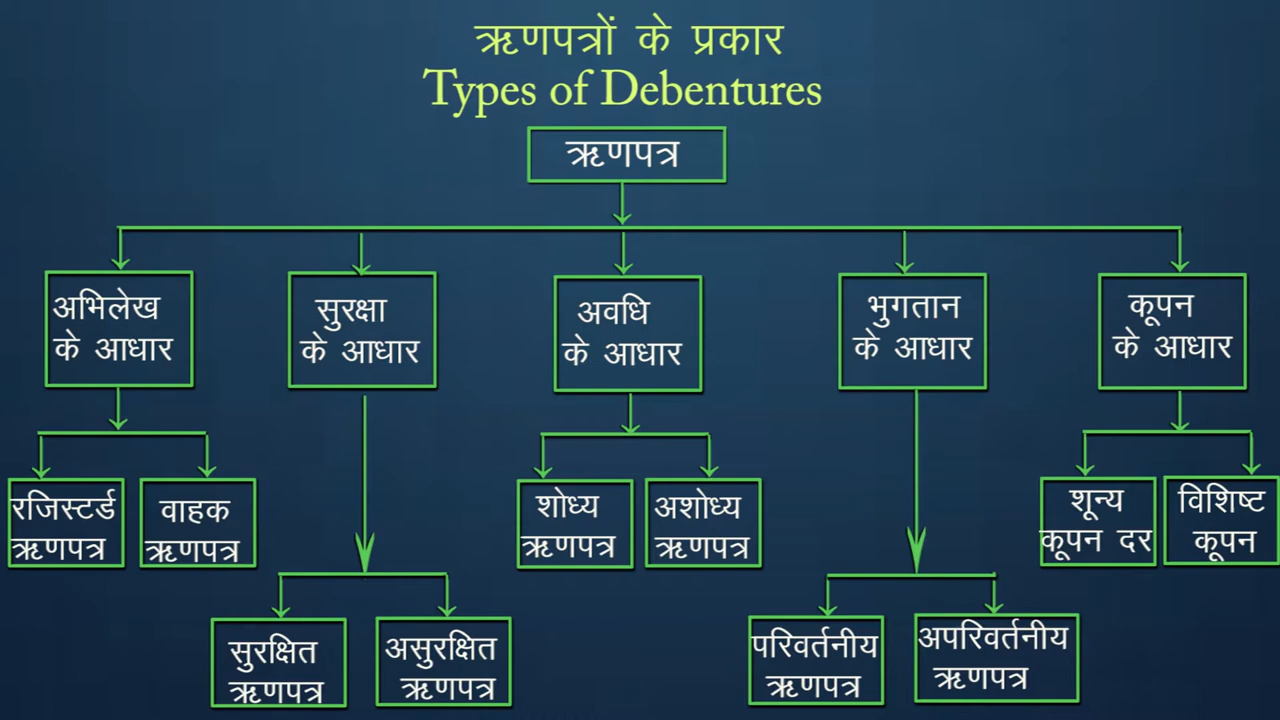 ऋणपत्रों के प्रकार
Types of Debentures
ऋणपत्र
अभिलेख
के आधार
सुरक्षा
के आधार
अवधि
के आधार
भुगतान
के आधार
कूपन
के आधार
रजिस्टर्ड
ऋणपत्र
वाहक
ऋणपत्र
शोध्य
ऋणपत्र
अशोध्य
ऋणपत्र
शून्य
कूपन दर
विशिष्ट
कूपन
सुरक्षित
ऋणपत्र
असुरक्षित
ऋणपत्र
परिवर्तनीय
ऋणपत्र
अपरिवर्तनीय
ऋणपत्र